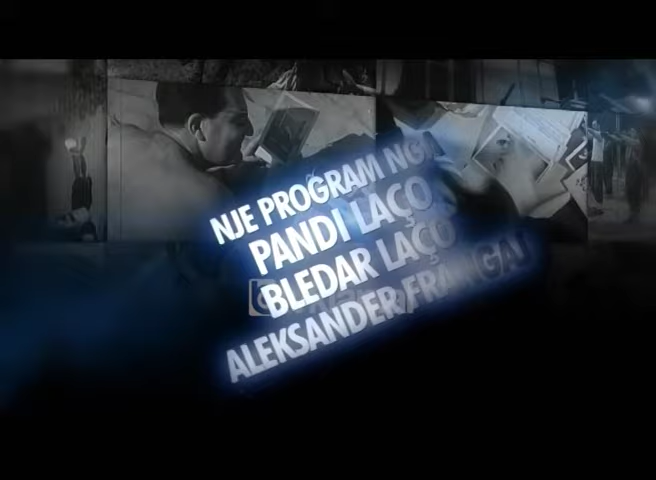 NJE PROGRAM NGA
PANDI LAÇO
BLEDAR LAÇO
ALEKSANDER FRANGAJ